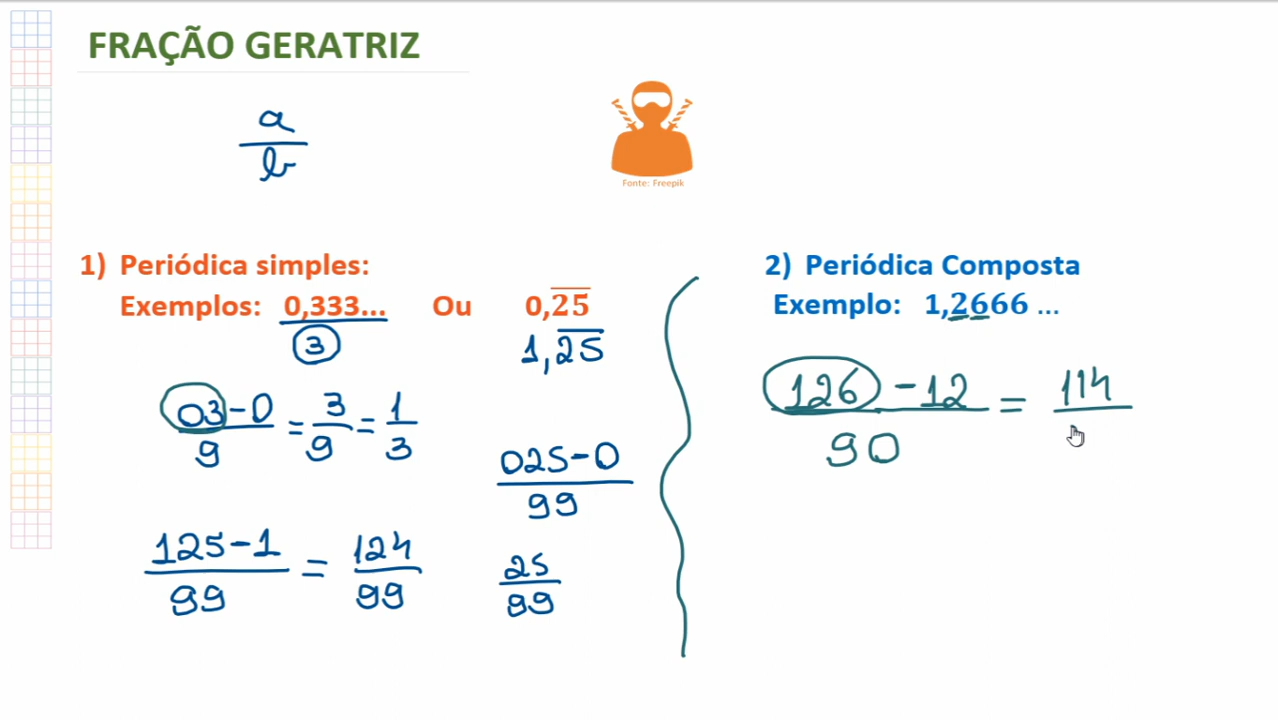 FRAÇÃO GERATRIZ
a
b
Fonte: Freepik
1) Periódica simples:
Exemplos: 0,333... Ou 0,25
3
1,25
03-0
9
= 3
9
= 1
3
025-0
99
125-1
99
= 124
99
25
99
2) Periódica Composta
Exemplo: 1,2666 ...
126 -12
90
= 114